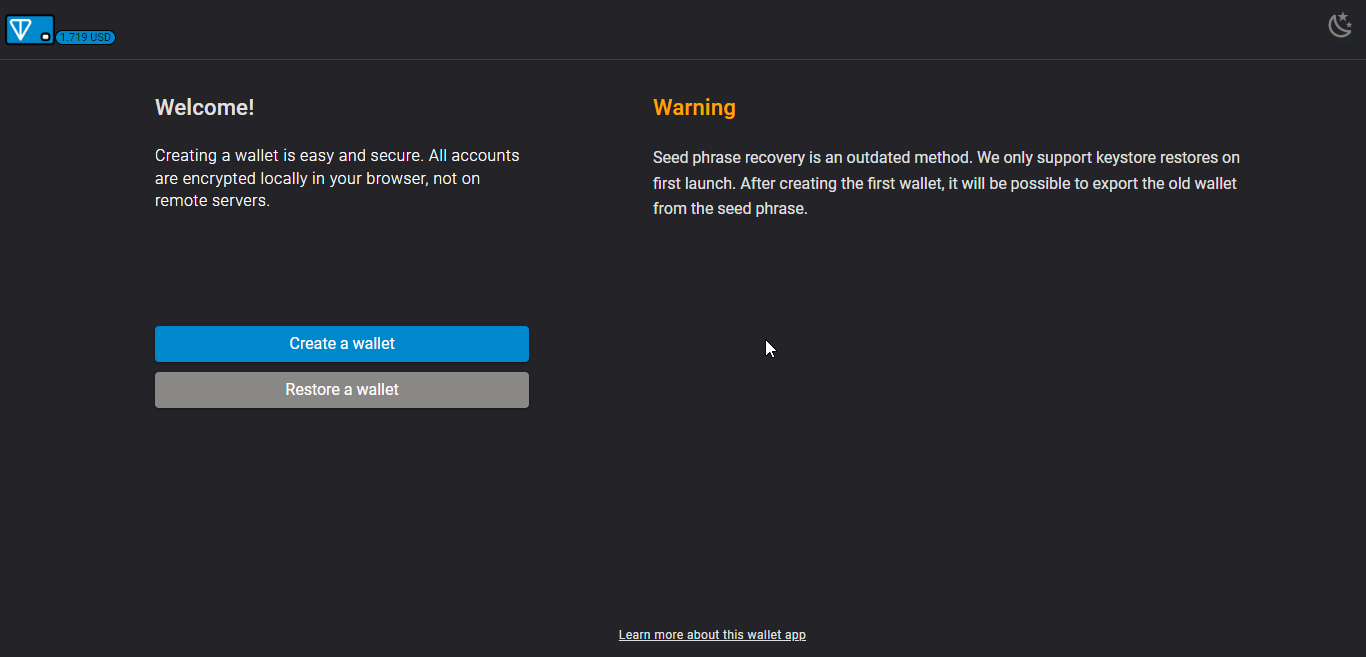 1.719 USD
Welcome!
Creating a wallet is easy and secure. All accounts
are encrypted locally in your browser, not on
remote servers.
Create a wallet
Restore a wallet
Warning
Seed phrase recovery is an outdated method. We only support keystore restores on
first launch. After creating the first wallet, it will be possible to export the old wallet
from the seed phrase.
Learn more about this wallet app